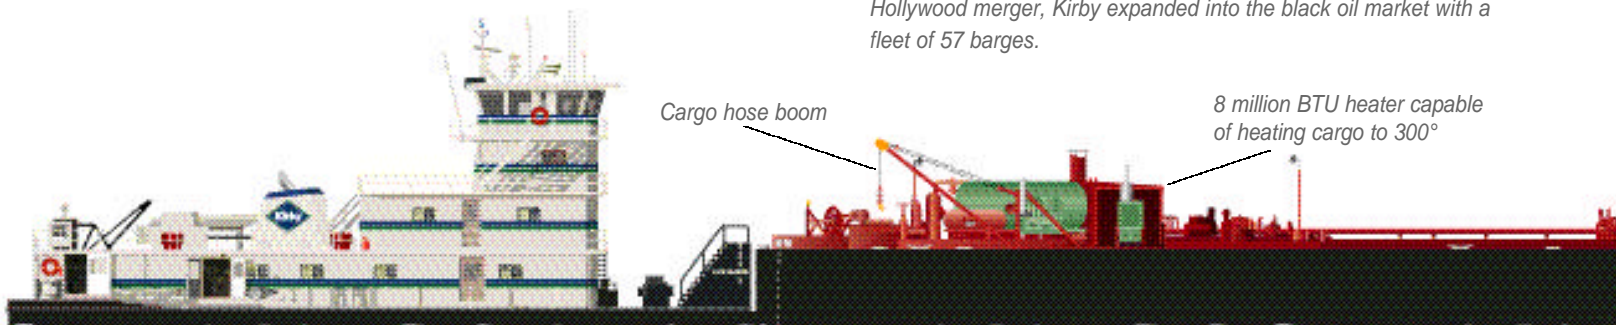 Hollywood merger, Kirby expanded into the black oil market with a
fleet of 57 barges.
Cargo hose boom
8 million BTU heater capable
of heating cargo to 300°
Kirby